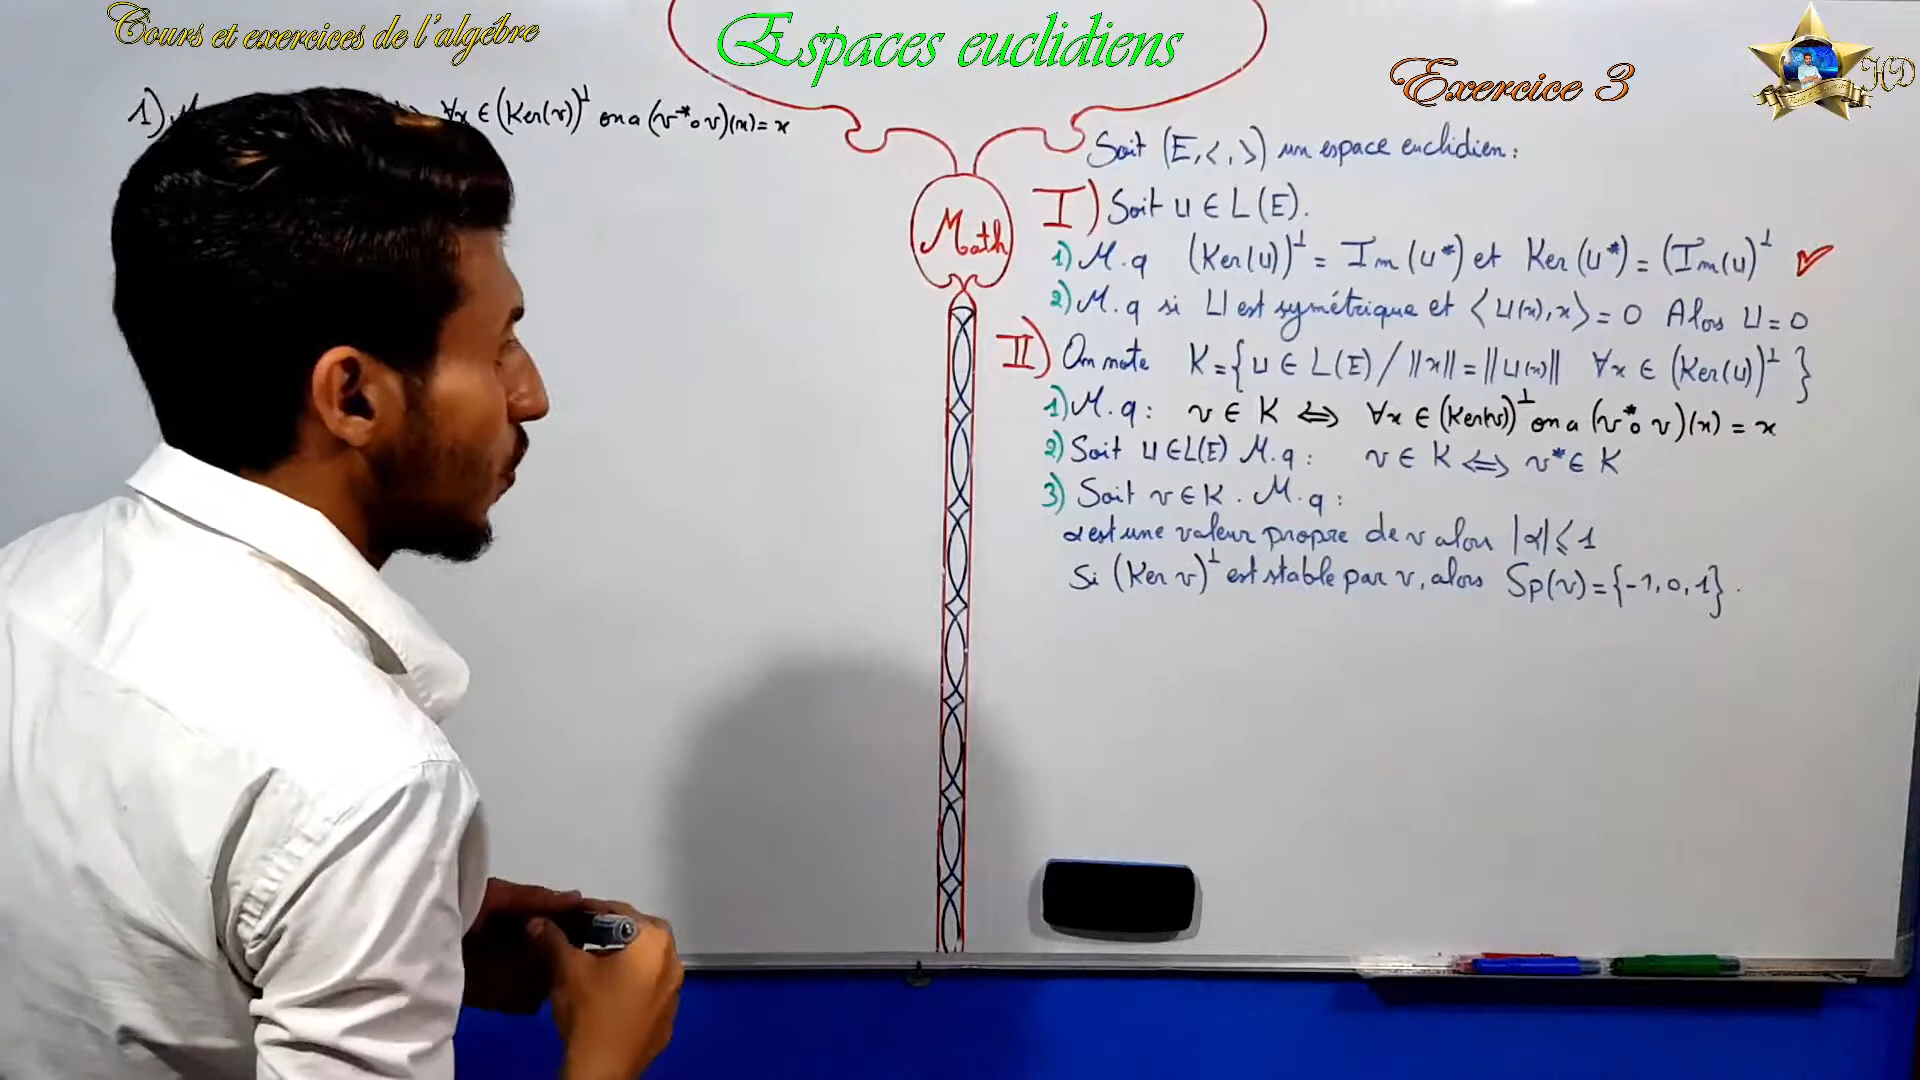 Cours et exercices de l'algébre
Espaces euclidiens
Exercice 3
HD
1) ∀x ∈ (Ker(v))^⊥ on a (v*∘v)(x) = x
Math
Soit (E, < , >) un espace euclidien :
I) Soit u ∈ L(E).
1) M.q (Ker(u))^⊥ = Im(u*) et Ker(u*) = (Im(u)^⊥ ✓
2) M.q si U est symétrique et <u(x), x> = 0 Alors U = 0
II) On note K = {u ∈ L(E) / ||x|| = ||u(x)|| ∀x ∈ (Ker(u))^⊥}
1) M.q : v ∈ K ⇔ ∀x ∈ (Ker(v))^⊥ on a (v*∘v)(x) = x
2) Soit u ∈ L(E) M.q : v ∈ K ⇔ v* ∈ K
3) Soit v ∈ K . M.q :
α est une valeur propre de v alors |α| ≤ 1
Si (Ker v)^⊥ est stable par v, alors Sp(v) = {-1, 0, 1}.